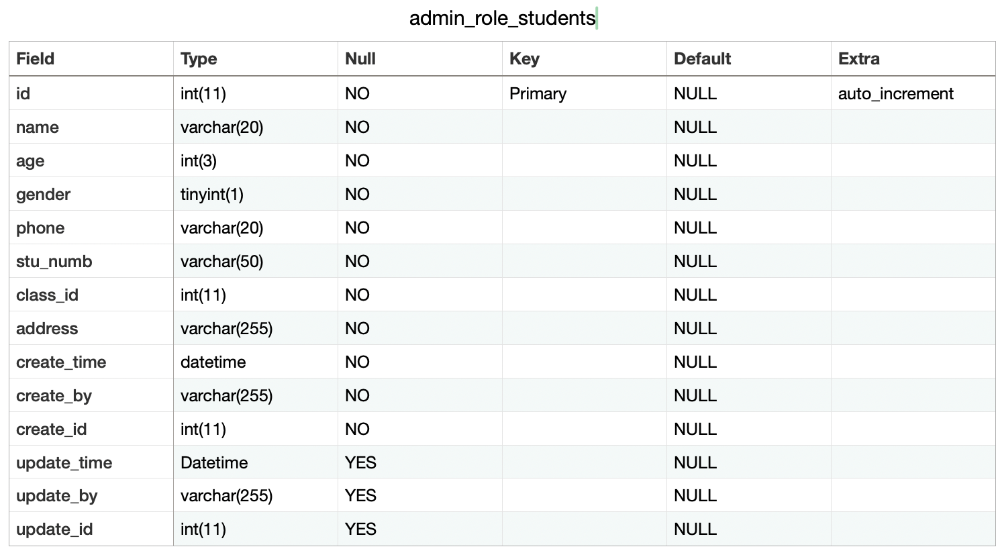 admin_role_students
Field Type Null Key Default Extra
id int(11) NO Primary NULL auto_increment
name varchar(20) NO NULL
age int(3) NO NULL
gender tinyint(1) NO NULL
phone varchar(20) NO NULL
stu_numb varchar(50) NO NULL
class_id int(11) NO NULL
address varchar(255) NO NULL
create_time datetime NO NULL
create_by varchar(255) NO NULL
create_id int(11) NO NULL
update_time Datetime YES NULL
update_by varchar(255) YES NULL
update_id int(11) YES NULL